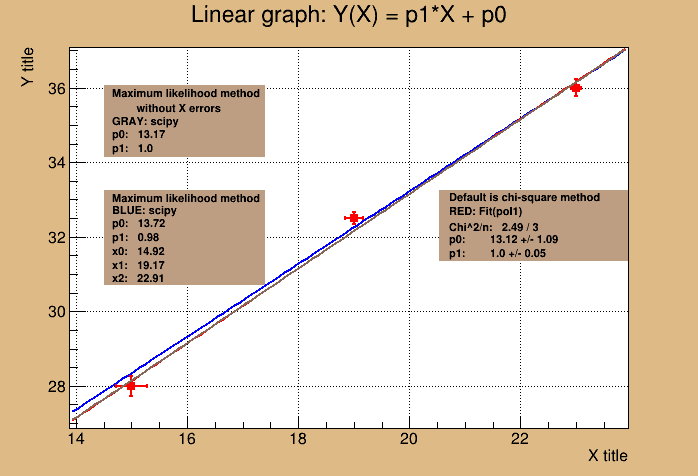 Linear graph: Y(X) = p1*X + p0
Y title
36
34
32
30
28
Maximum likelihood method
without X errors
GRAY: scipy
p0: 13.17
p1: 1.0
Maximum likelihood method
BLUE: scipy
p0: 13.72
p1: 0.98
x0: 14.92
x1: 19.17
x2: 22.91
Default is chi-square method
RED: Fit(pol1)
Chi^2/n: 2.49 / 3
p0: 13.12 +/- 1.09
p1: 1.0 +/- 0.05
14 16 18 20 22
X title